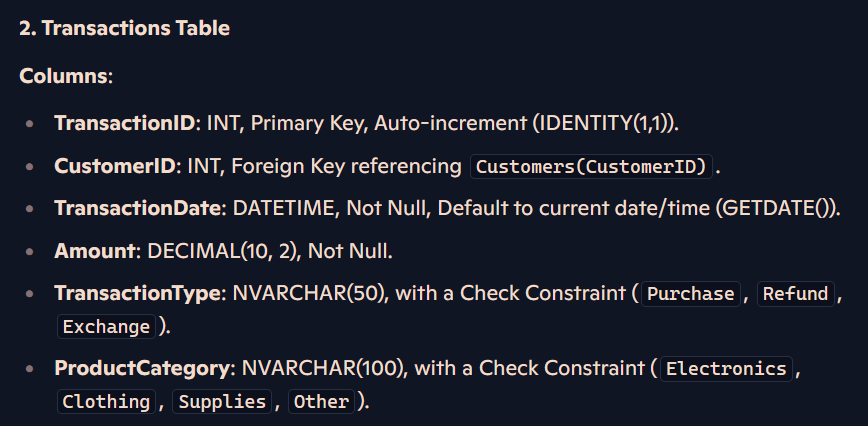 2. Transactions Table
Columns:
TransactionID: INT, Primary Key, Auto-increment (IDENTITY(1,1)).
CustomerID: INT, Foreign Key referencing Customers(CustomerID).
TransactionDate: DATETIME, Not Null, Default to current date/time (GETDATE()).
Amount: DECIMAL(10, 2), Not Null.
TransactionType: NVARCHAR(50), with a Check Constraint (Purchase, Refund,
Exchange).
ProductCategory: NVARCHAR(100), with a Check Constraint (Electronics,
Clothing, Supplies, Other).